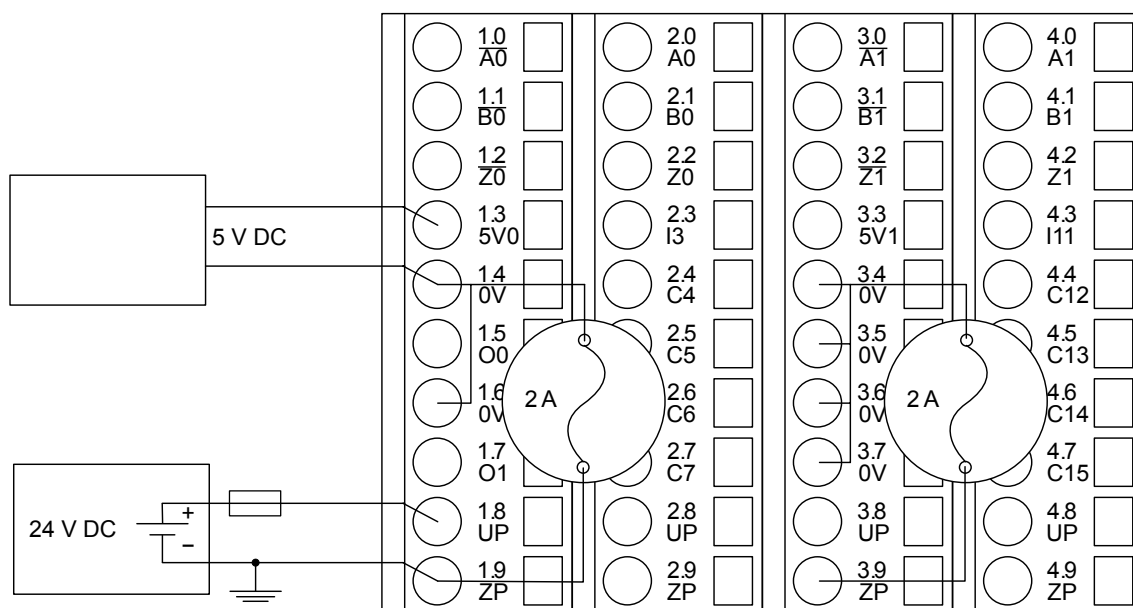 1.0 2.0 3.0 4.0
A0 A0 A1 A1
1.1 2.1 3.1 4.1
B0 B0 B1 B1
1.2 2.2 3.2 4.2
Z0 Z0 Z1 Z1
1.3 2.3 3.3 4.3
5 V DC 5V0 I3 5V1 I11
1.4 2.4 3.4 4.4
0V C4 0V C12
1.5 2.5 3.5 4.5
O0 C5 0V C13
1.6 2.6 3.6 4.6
2 A 2 A
0V C6 0V C14
1.7 2.7 3.7 4.7
O1 C7 0V C15
+
1.8 2.8 3.8 4.8
24 V DC
UP UP UP UP
–
1.9 2.9 3.9 4.9
ZP ZP ZP ZP